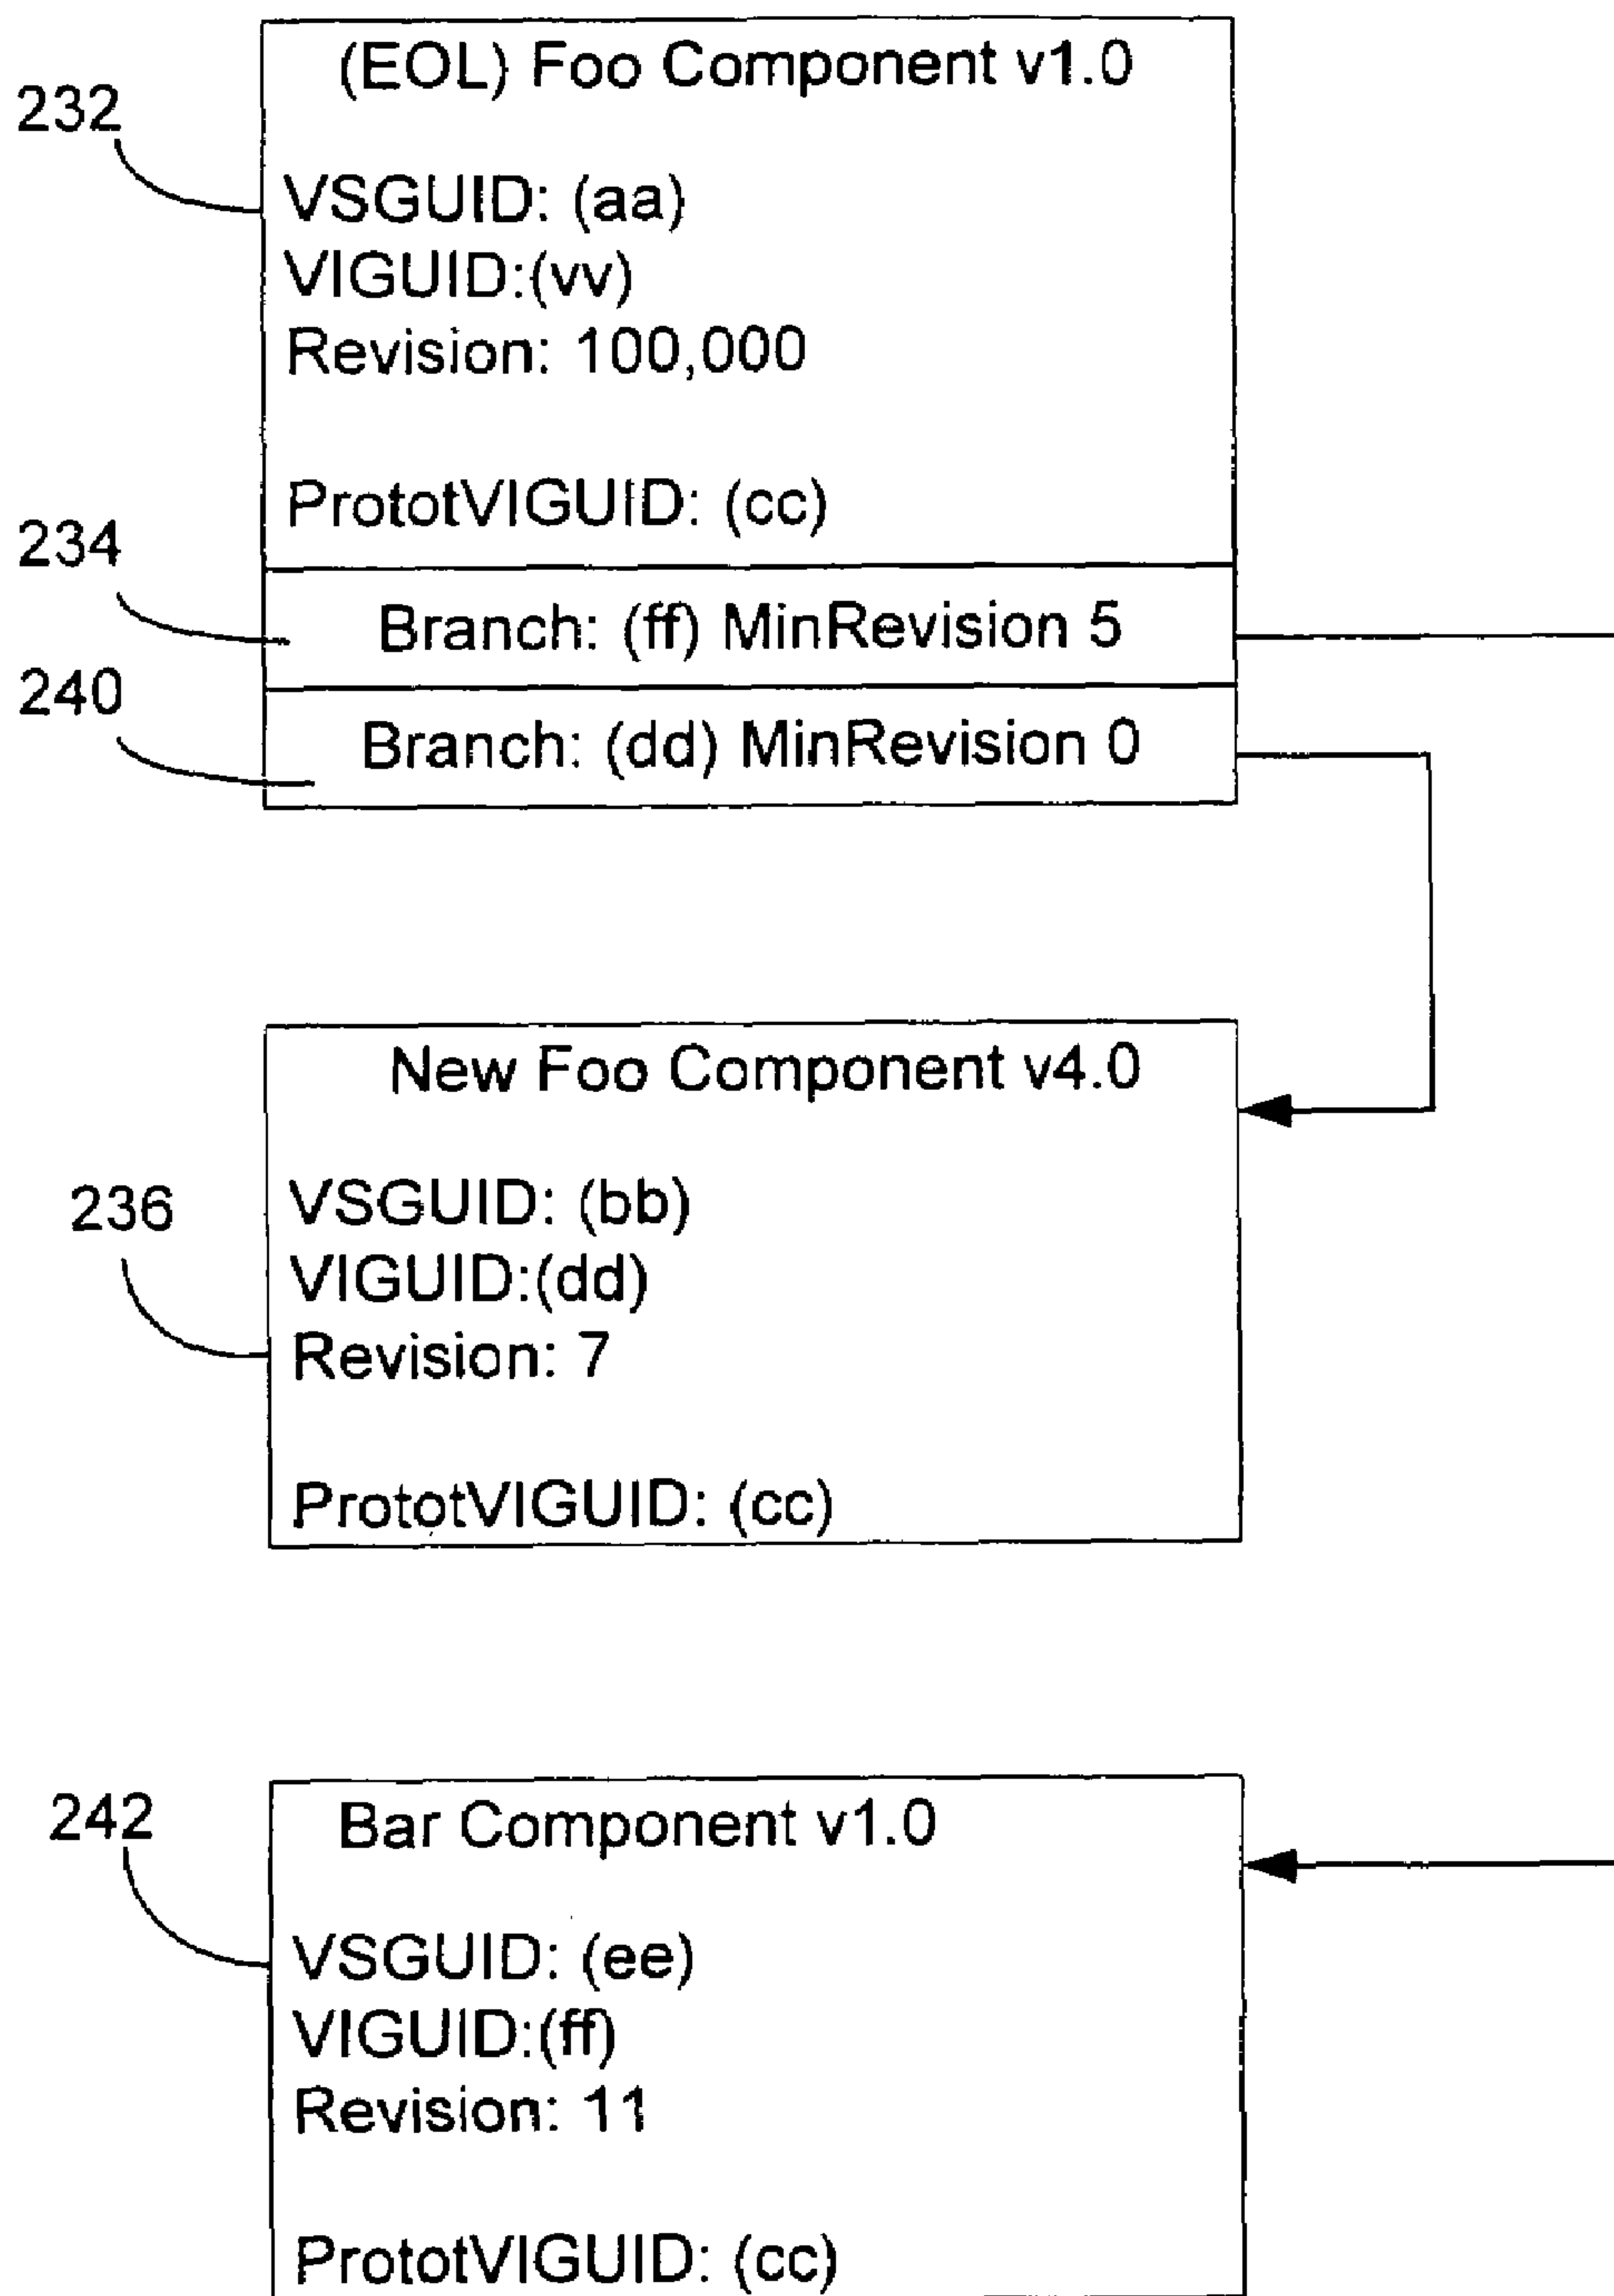 (EOL) Foo Component v1.0
232
VSGUID: (aa)
VIGUID:(vv)
Revision: 100,000
PrototVIGUID: (cc)
234
Branch: (ff) MinRevision 5
240
Branch: (dd) MinRevision 0
New Foo Component v4.0
236
VSGUID: (bb)
VIGUID:(dd)
Revision: 7
PrototVIGUID: (cc)
242
Bar Component v1.0
VSGUID: (ee)
VIGUID:(ff)
Revision: 11
PrototVIGUID: (cc)